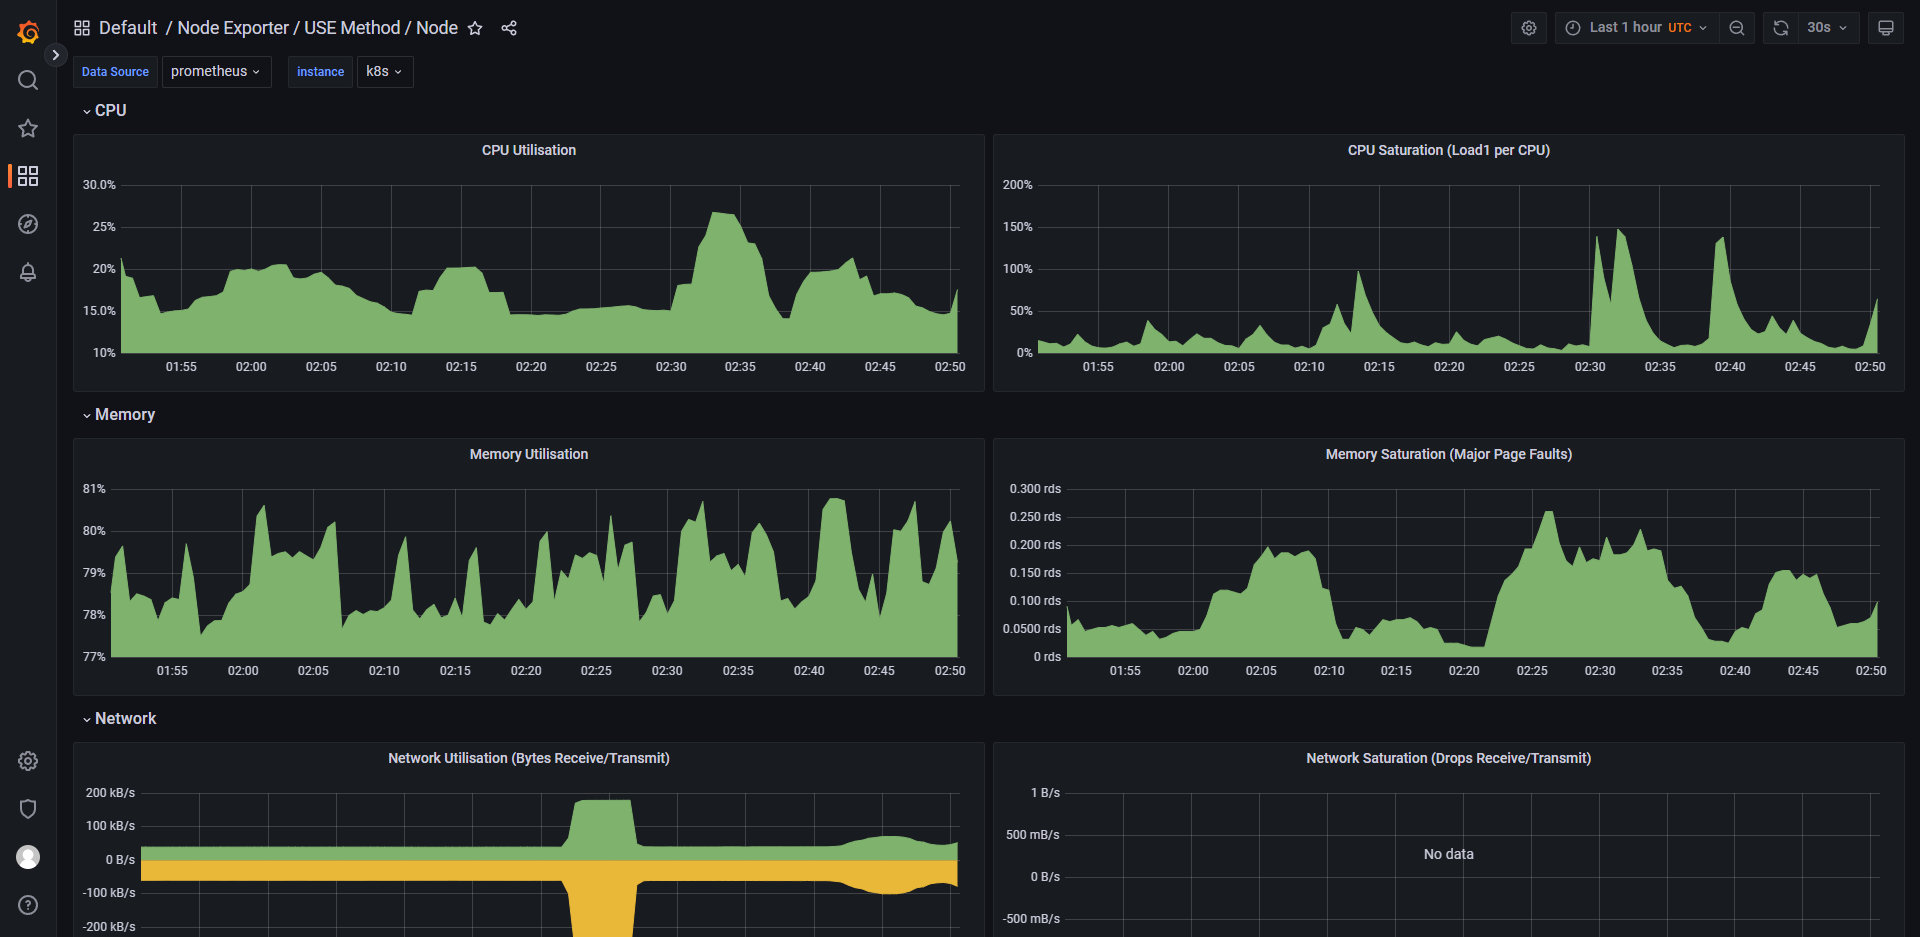 Default / Node Exporter / USE Method / Node
Last 1 hour UTC
30s
Data Source prometheus instance k8s
CPU
CPU Utilisation
30.0%
25%
20%
15.0%
10%
01:55 02:00 02:05 02:10 02:15 02:20 02:25 02:30 02:35 02:40 02:45 02:50
CPU Saturation (Load1 per CPU)
200%
150%
100%
50%
0%
01:55 02:00 02:05 02:10 02:15 02:20 02:25 02:30 02:35 02:40 02:45 02:50
Memory
Memory Utilisation
81%
80%
79%
78%
77%
01:55 02:00 02:05 02:10 02:15 02:20 02:25 02:30 02:35 02:40 02:45 02:50
Memory Saturation (Major Page Faults)
0.300 rds
0.250 rds
0.200 rds
0.150 rds
0.100 rds
0.0500 rds
0 rds
01:55 02:00 02:05 02:10 02:15 02:20 02:25 02:30 02:35 02:40 02:45 02:50
Network
Network Utilisation (Bytes Receive/Transmit)
200 kB/s
100 kB/s
0 B/s
-100 kB/s
-200 kB/s
Network Saturation (Drops Receive/Transmit)
1 B/s
500 mB/s
No data
0 B/s
-500 mB/s